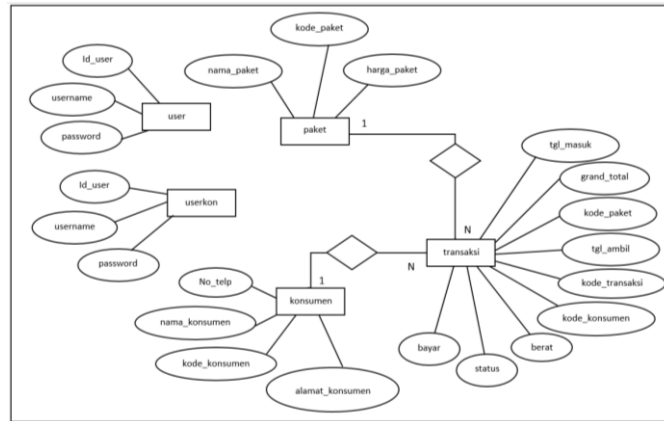 kode_paket
Id_user
nama_paket
harga_paket
username
user
password
paket
1
tgl_masuk
grand_total
Id_user
kode_paket
userkon
username
N
tgl_ambil
transaksi
password
N
No_telp
1
kode_transaksi
konsumen
nama_konsumen
kode_konsumen
bayar
berat
kode_konsumen
status
alamat_konsumen